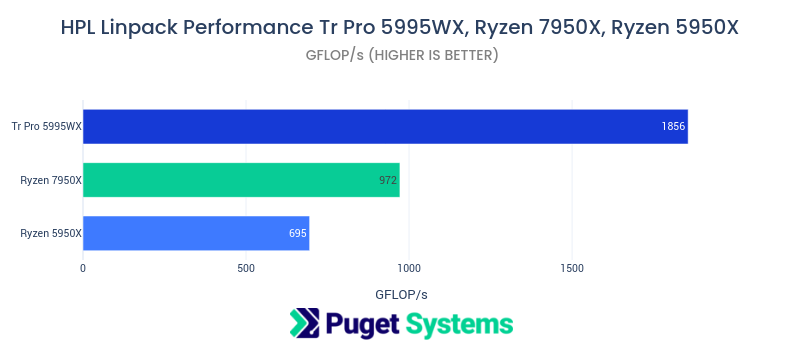 HPL Linpack Performance Tr Pro 5995WX, Ryzen 7950X, Ryzen 5950X
GFLOP/s (HIGHER IS BETTER)
Tr Pro 5995WX 1856
Ryzen 7950X 972
Ryzen 5950X 695
0 500 1000 1500
GFLOP/s
Puget Systems